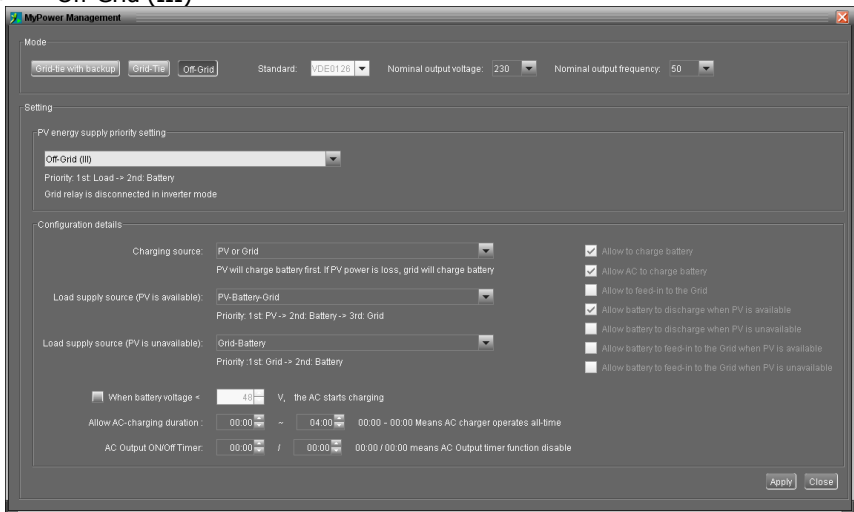 Off-Grid (III)
MyPower Management
Mode
Grid-tie with backup Grid-Tie Off-Grid Standard: VDE0126 Nominal output voltage: 230 Nominal output frequency: 50
Setting
PV energy supply priority setting
Off-Grid (III)
Priority: 1st: Load -> 2nd: Battery
Grid relay is disconnected in inverter mode
Configuration details
Charging source: PV or Grid
PV will charge battery first. If PV power is loss, grid will charge battery
Load supply source (PV is available): PV-Battery-Grid
Priority: 1st: PV -> 2nd: Battery -> 3rd: Grid
Load supply source (PV is unavailable): Grid-Battery
Priority :1st: Grid -> 2nd: Battery
Allow to charge battery
Allow AC to charge battery
Allow to feed-in to the Grid
Allow battery to discharge when PV is available
Allow battery to discharge when PV is unavailable
Allow battery to feed-in to the Grid when PV is available
Allow battery to feed-in to the Grid when PV is unavailable
When battery voltage < 48 V, the AC starts charging
Allow AC-charging duration : 00:00 ~ 04:00 00:00 - 00:00 Means AC charger operates all-time
AC Output ON/Off Timer: 00:00 / 00:00 00:00 / 00:00 means AC Output timer function disable
Apply Close